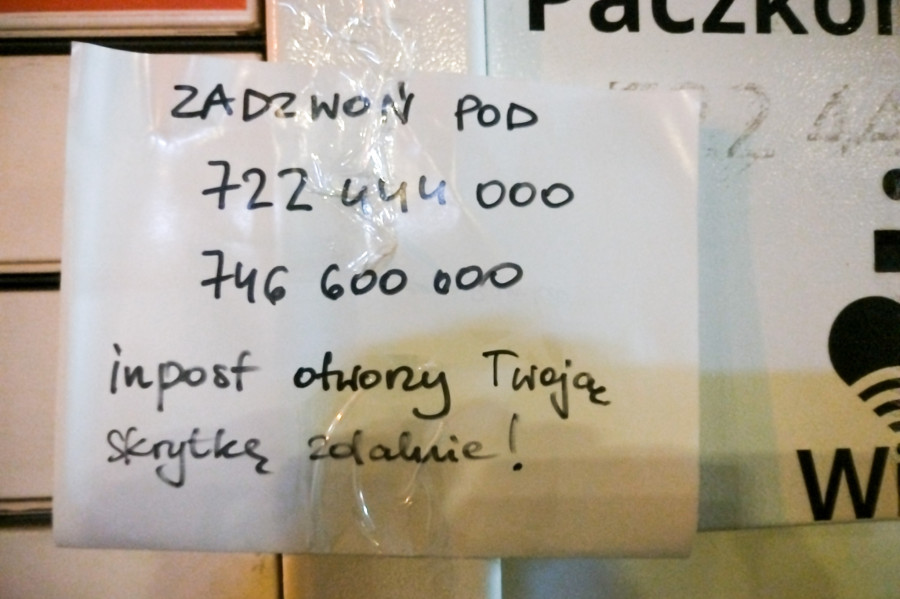 Paczkom
ZADZWOŃ POD
722 444 000
746 600 000
inpost otworzy Twoją
skrytkę zdalnie!